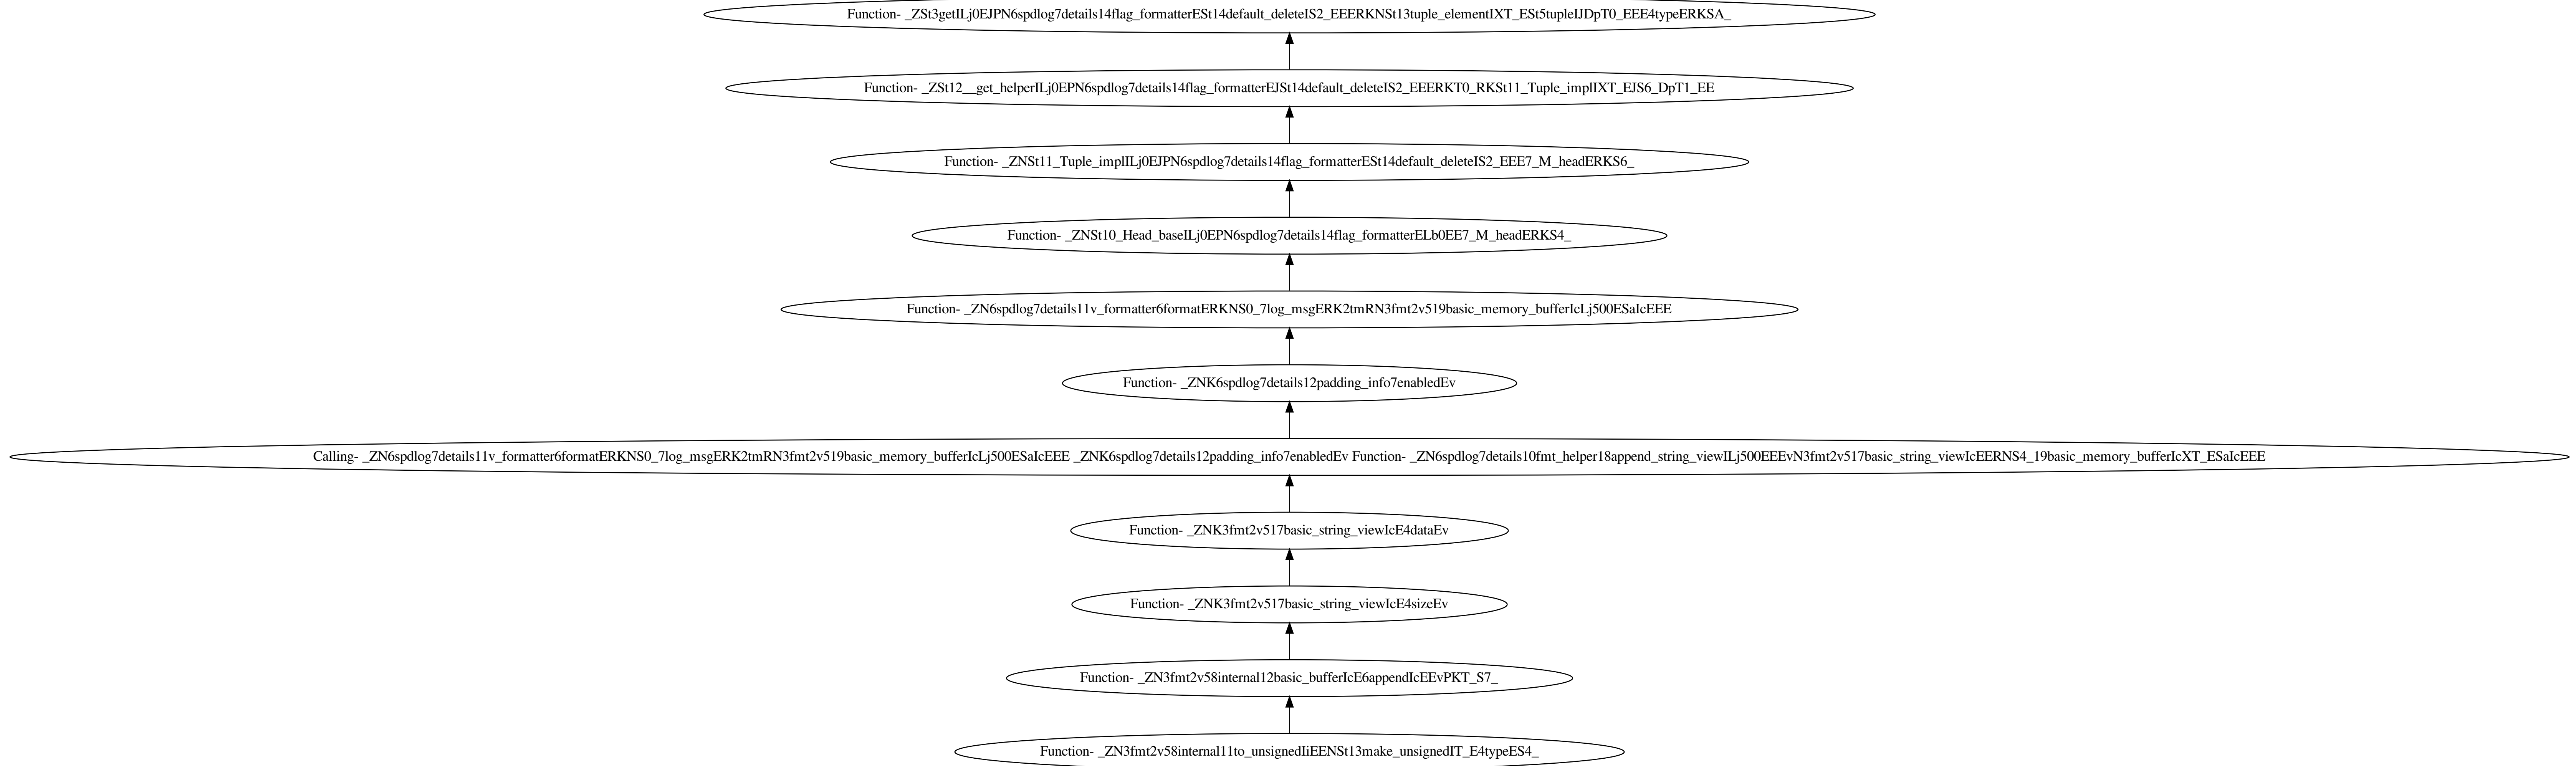 Function- _ZSt3getILj0EJPN6spdlog7details14flag_formatterESt14default_deleteIS2_EEERKNSt13tuple_elementIXT_ESt5tupleIJDpT0_EEE4typeERKSA_
Function- _ZSt12__get_helperILj0EPN6spdlog7details14flag_formatterEJSt14default_deleteIS2_EEERKT0_RKSt11_Tuple_implIXT_EJS6_DpT1_EE
Function- _ZNSt11_Tuple_implILj0EJPN6spdlog7details14flag_formatterESt14default_deleteIS2_EEE7_M_headERKS6_
Function- _ZNSt10_Head_baseILj0EPN6spdlog7details14flag_formatterELb0EE7_M_headERKS4_
Function- _ZN6spdlog7details11v_formatter6formatERKNS0_7log_msgERK2tmRN3fmt2v519basic_memory_bufferIcLj500ESaIcEEE
Function- _ZNK6spdlog7details12padding_info7enabledEv
Calling- _ZN6spdlog7details11v_formatter6formatERKNS0_7log_msgERK2tmRN3fmt2v519basic_memory_bufferIcLj500ESaIcEEE _ZNK6spdlog7details12padding_info7enabledEv Function- _ZN6spdlog7details10fmt_helper18append_string_viewILj500EEEvN3fmt2v517basic_string_viewIcEERNS4_19basic_memory_bufferIcXT_ESaIcEEE
Function- _ZNK3fmt2v517basic_string_viewIcE4dataEv
Function- _ZNK3fmt2v517basic_string_viewIcE4sizeEv
Function- _ZN3fmt2v58internal12basic_bufferIcE6appendIcEEvPKT_S7_
Function- _ZN3fmt2v58internal11to_unsignedIiEENSt13make_unsignedIT_E4typeES4_